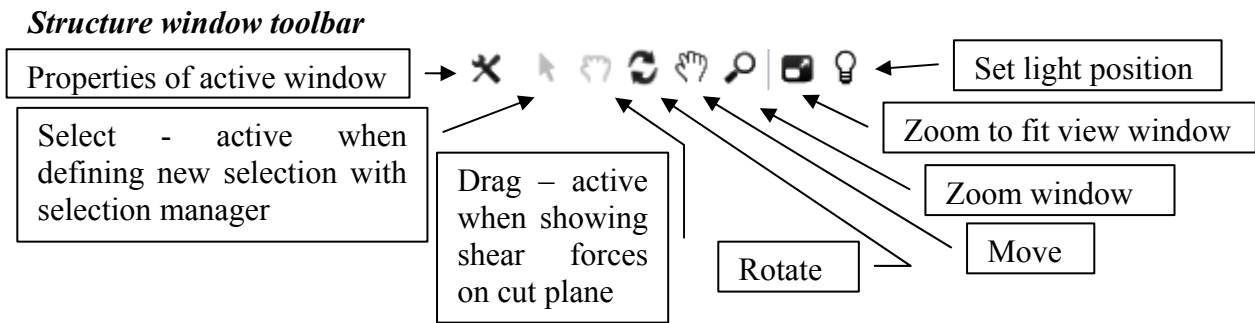 Structure window toolbar
Properties of active window
Set light position
Select - active when
defining new selection with
selection manager
Zoom to fit view window
Drag – active
when showing
shear forces
on cut plane
Zoom window
Move
Rotate